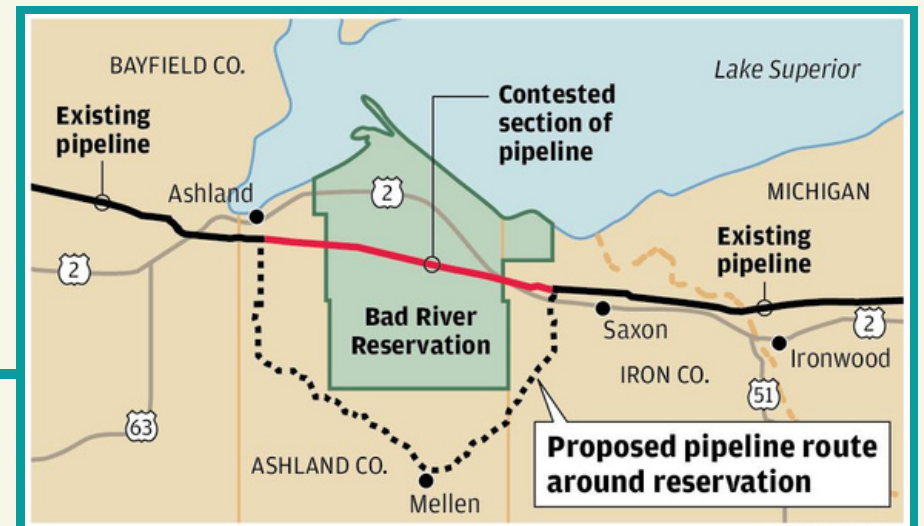 BAYFIELD CO.
Lake Superior
Existing
pipeline
Contested
section of
pipeline
Ashland
2
MICHIGAN
Existing
pipeline
2
Bad River
Reservation
Saxon
2
Ironwood
IRON CO.
51
63
ASHLAND CO.
Mellen
Proposed pipeline route
around reservation